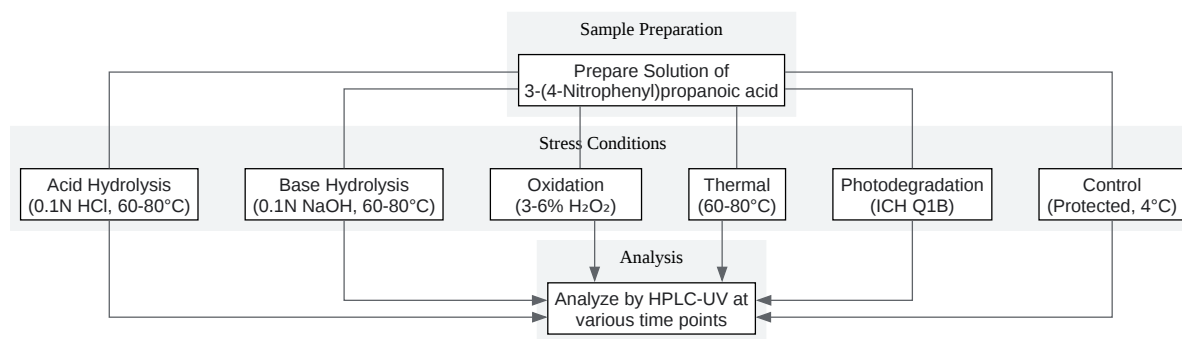 Sample Preparation
Prepare Solution of
3-(4-Nitrophenyl)propanoic acid
Stress Conditions
Acid Hydrolysis
(0.1N HCl, 60-80°C)
Base Hydrolysis
(0.1N NaOH, 60-80°C)
Oxidation
(3-6% H₂O₂)
Thermal
(60-80°C)
Photodegradation
(ICH Q1B)
Control
(Protected, 4°C)
Analysis
Analyze by HPLC-UV at
various time points